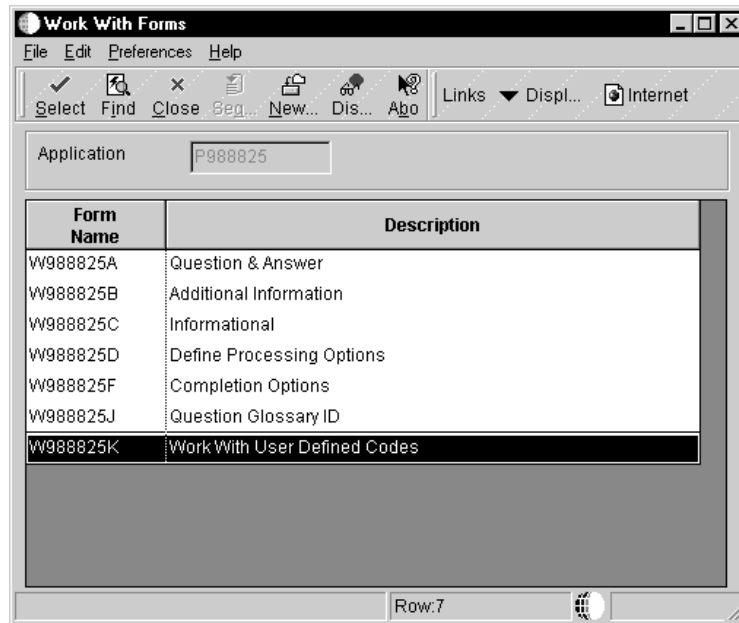 Work With Forms
File Edit Preferences Help
Select Find Close Seq... New... Dis... Abo Links Displ... Internet
Application P988825
Form Name Description
W988825A Question & Answer
W988825B Additional Information
W988825C Informational
W988825D Define Processing Options
W988825F Completion Options
W988825J Question Glossary ID
W988825K Work With User Defined Codes
Row:7